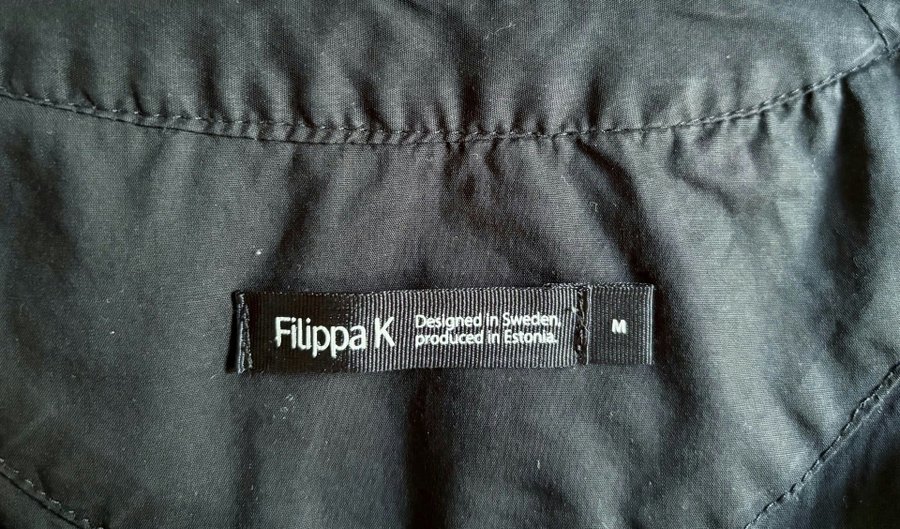 Filippa K
Designed in Sweden,
produced in Estonia.
M